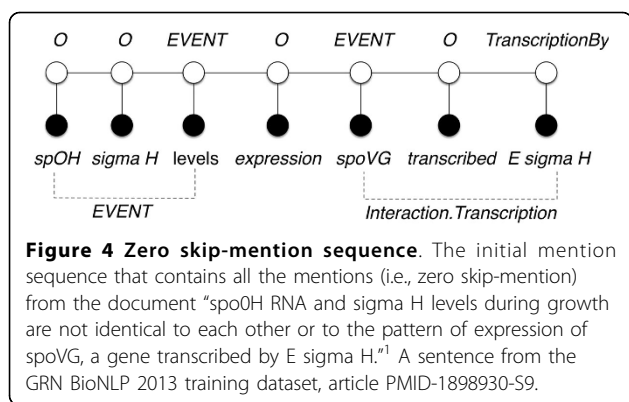 O O EVENT O EVENT O TranscriptionBy
spOH sigma H levels expression spoVG transcribed E sigma H
EVENT Interaction.Transcription
Figure 4 Zero skip-mention sequence. The initial mention
sequence that contains all the mentions (i.e., zero skip-mention)
from the document “spo0H RNA and sigma H levels during growth
are not identical to each other or to the pattern of expression of
spoVG, a gene transcribed by E sigma H.”1 A sentence from the
GRN BioNLP 2013 training dataset, article PMID-1898930-S9.